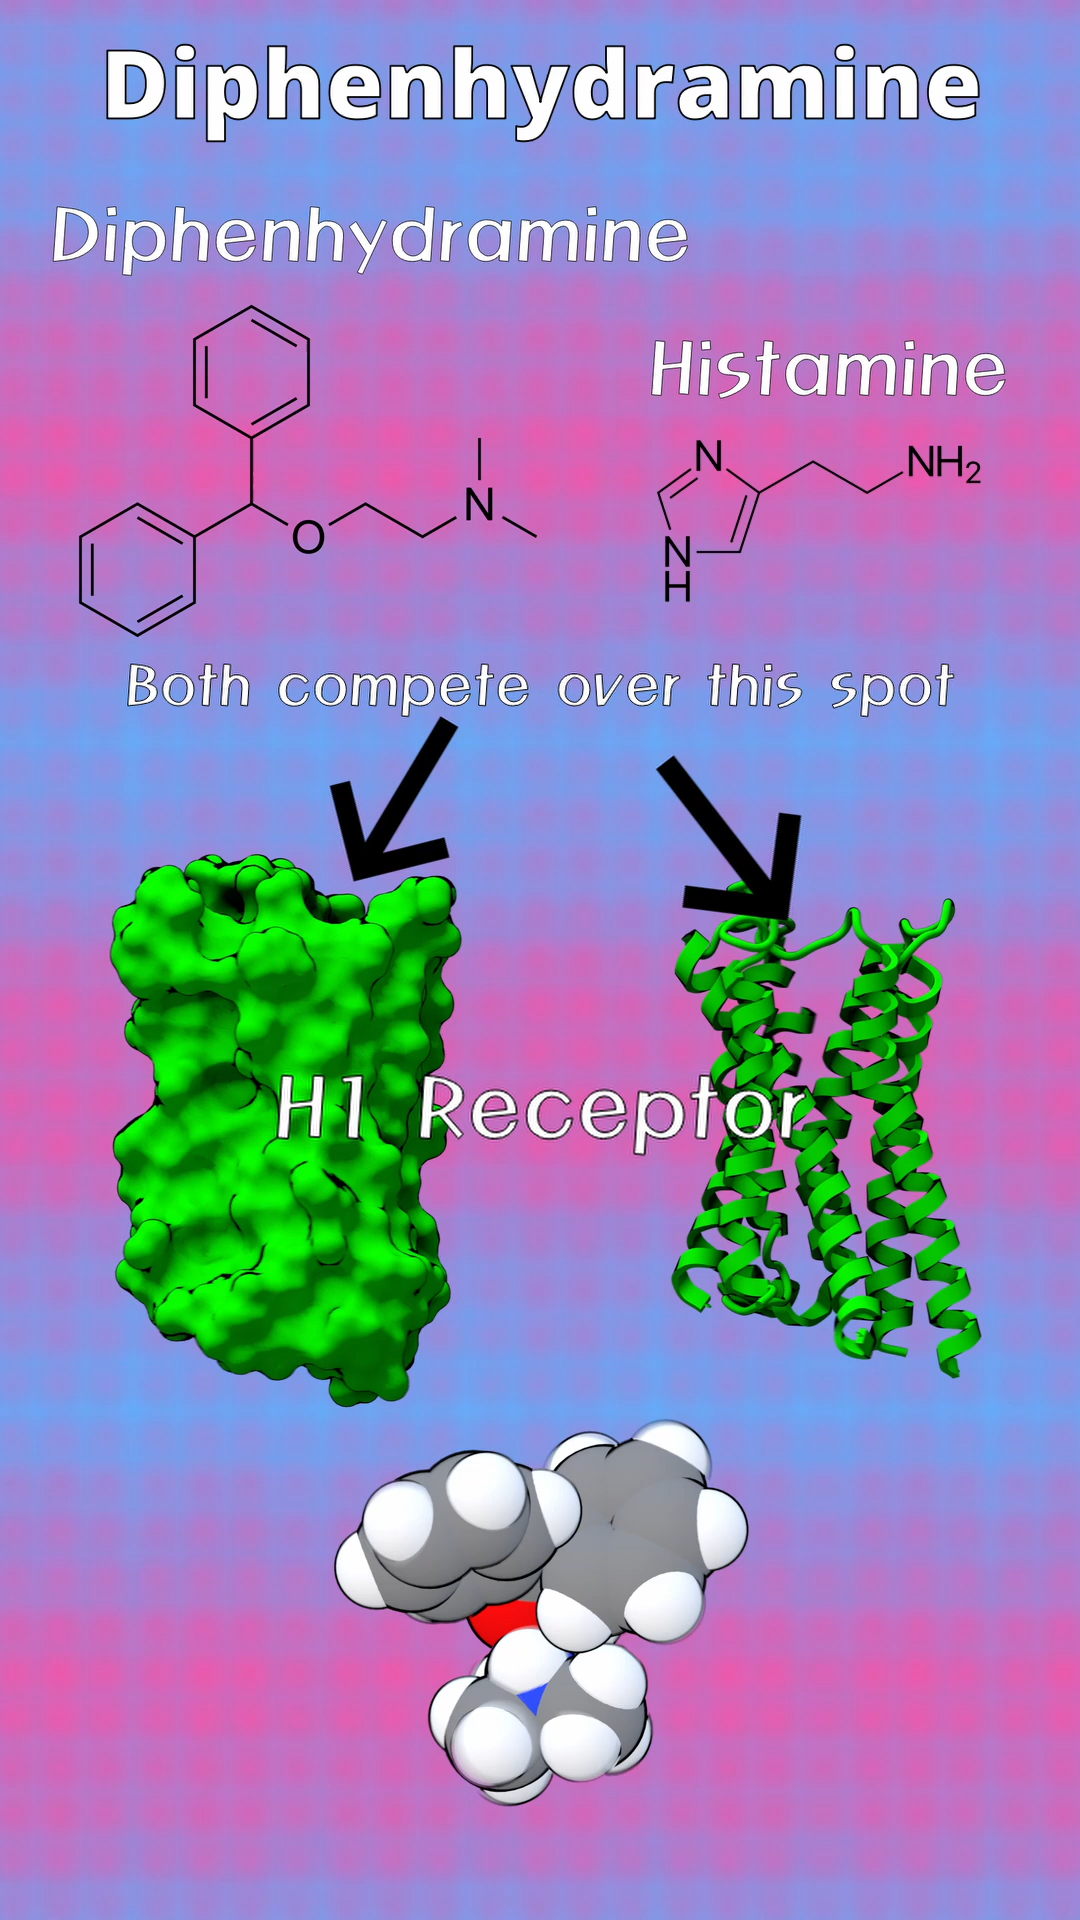 Diphenhydramine
Diphenhydramine
Histamine
O
N
N
N
H
NH₂
Both compete over this spot
H1 Receptor